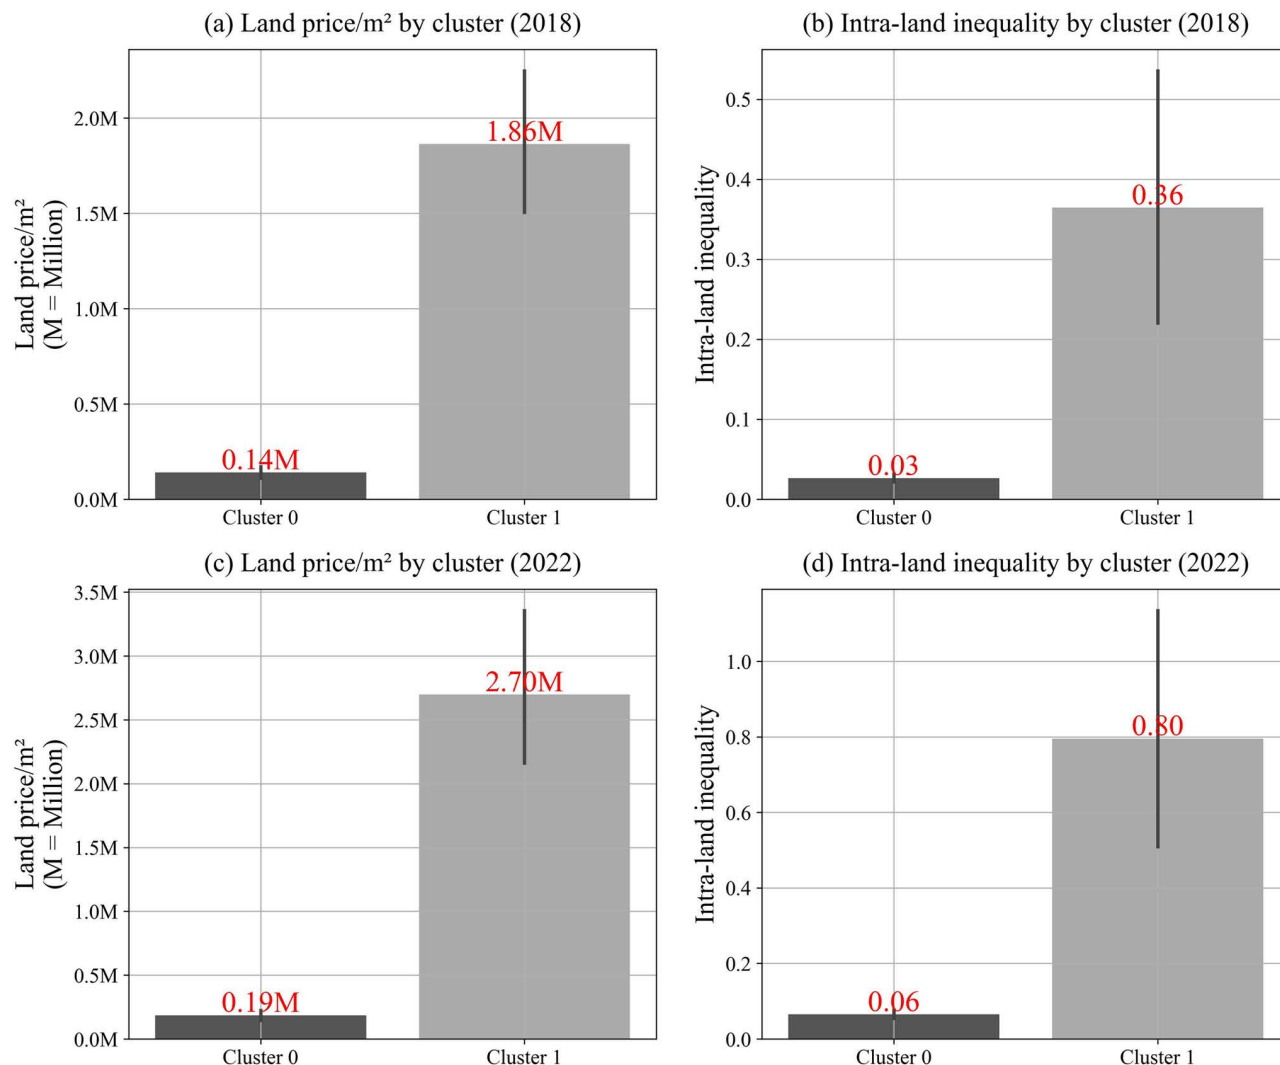 (a) Land price/m² by cluster (2018)
Land price/m²
(M = Million)
2.0M
1.5M
1.0M
0.5M
0.0M
1.86M
0.14M
Cluster 0
Cluster 1
(b) Intra-land inequality by cluster (2018)
Intra-land inequality
0.5
0.4
0.3
0.2
0.1
0.0
0.36
0.03
Cluster 0
Cluster 1
(c) Land price/m² by cluster (2022)
Land price/m²
(M = Million)
3.5M
3.0M
2.5M
2.0M
1.5M
1.0M
0.5M
0.0M
2.70M
0.19M
Cluster 0
Cluster 1
(d) Intra-land inequality by cluster (2022)
Intra-land inequality
1.0
0.8
0.6
0.4
0.2
0.0
0.80
0.06
Cluster 0
Cluster 1